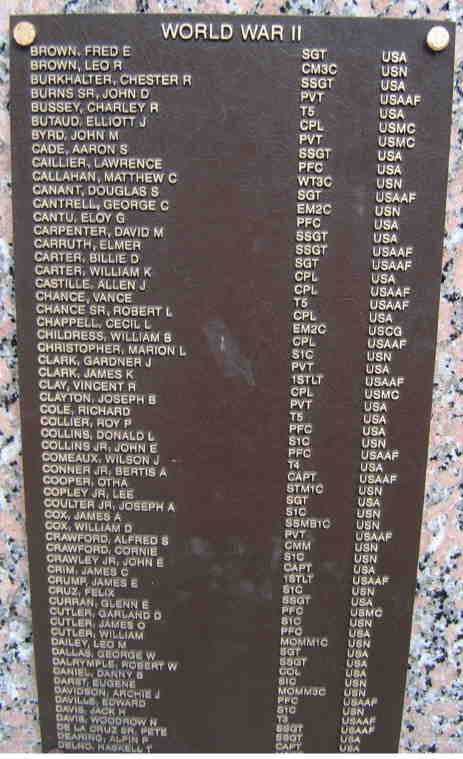 WORLD WAR II
BROWN, FRED E SGT USA
BROWN, LEO R CM3C USN
BURKHALTER, CHESTER R SSGT USA
BURNS SR, JOHN D PVT USAAF
BUSSEY, CHARLEY R T5 USA
BUTAUD, ELLIOTT J CPL USMC
BYRD, JOHN M PVT USMC
CADE, AARON S SSGT USA
CAILLIER, LAWRENCE PFC USA
CALLAHAN, MATTHEW C WT3C USN
CANANT, DOUGLAS S SGT USAAF
CANTRELL, GEORGE C EM2C USN
CANTU, ELOY G PFC USA
CARPENTER, DAVID M SSGT USA
CARRUTH, ELMER SSGT USAAF
CARTER, BILLIE D SGT USAAF
CARTER, WILLIAM K CPL USA
CASTILLE, ALLEN J CPL USAAF
CHANCE, VANCE T5 USAAF
CHANCE SR, ROBERT L CPL USA
CHAPPELL, CECIL L EM2C USCG
CHILDRESS, WILLIAM B CPL USAAF
CHRISTOPHER, MARION L S1C USN
CLARK, GARDNER J PVT USA
CLARK, JAMES K 1STLT USAAF
CLAY, VINCENT R CPL USMC
CLAYTON, JOSEPH B PVT USA
COLE, RICHARD T5 USA
COLLIER, ROY P PFC USA
COLLINS, DONALD L S1C USN
COLLINS JR, JOHN E PFC USAAF
COMEAUX, WILSON J T4 USA
CONNER JR, BERTIS A CAPT USAAF
COOPER, OTHA STM1C USN
COPLEY JR, LEE SGT USA
COULTER JR, JOSEPH A S1C USN
COX, JAMES A SSMB1C USN
COX, WILLIAM D PVT USAAF
CRAWFORD, ALFRED S CMM USN
CRAWFORD, CORNIE S1C USN
CRAWLEY JR, JOHN E CAPT USA
CRIM, JAMES C 1STLT USAAF
CRUMP, JAMES E S1C USN
CRUZ, FELIX SSGT USA
CURRAN, GLENN E PFC USMC
CUTLER, GARLAND D S1C USN
CUTLER, JAMES O PFC USA
CUTLER, WILLIAM MOMM1C USN
DAILEY, LEO M SGT USA
DALLAS, GEORGE W SSGT USA
DALRYMPLE, ROBERT W COL USA
DANIEL, DANNY B SIC USN
DARST, EUGENE MOMM3C USN
DAVIDSON, ARCHIE J PFC USAAF
DAVILLE, EDWARD S1C USN
DAVIS, JACK H T3 USAAF
DAVIS, WOODROW N SSGT USAAF
DE LA CRUZ SR, PETE SSGT USA
DEARING, ALPIN P CAPT USA
DELNO, HASKELL T